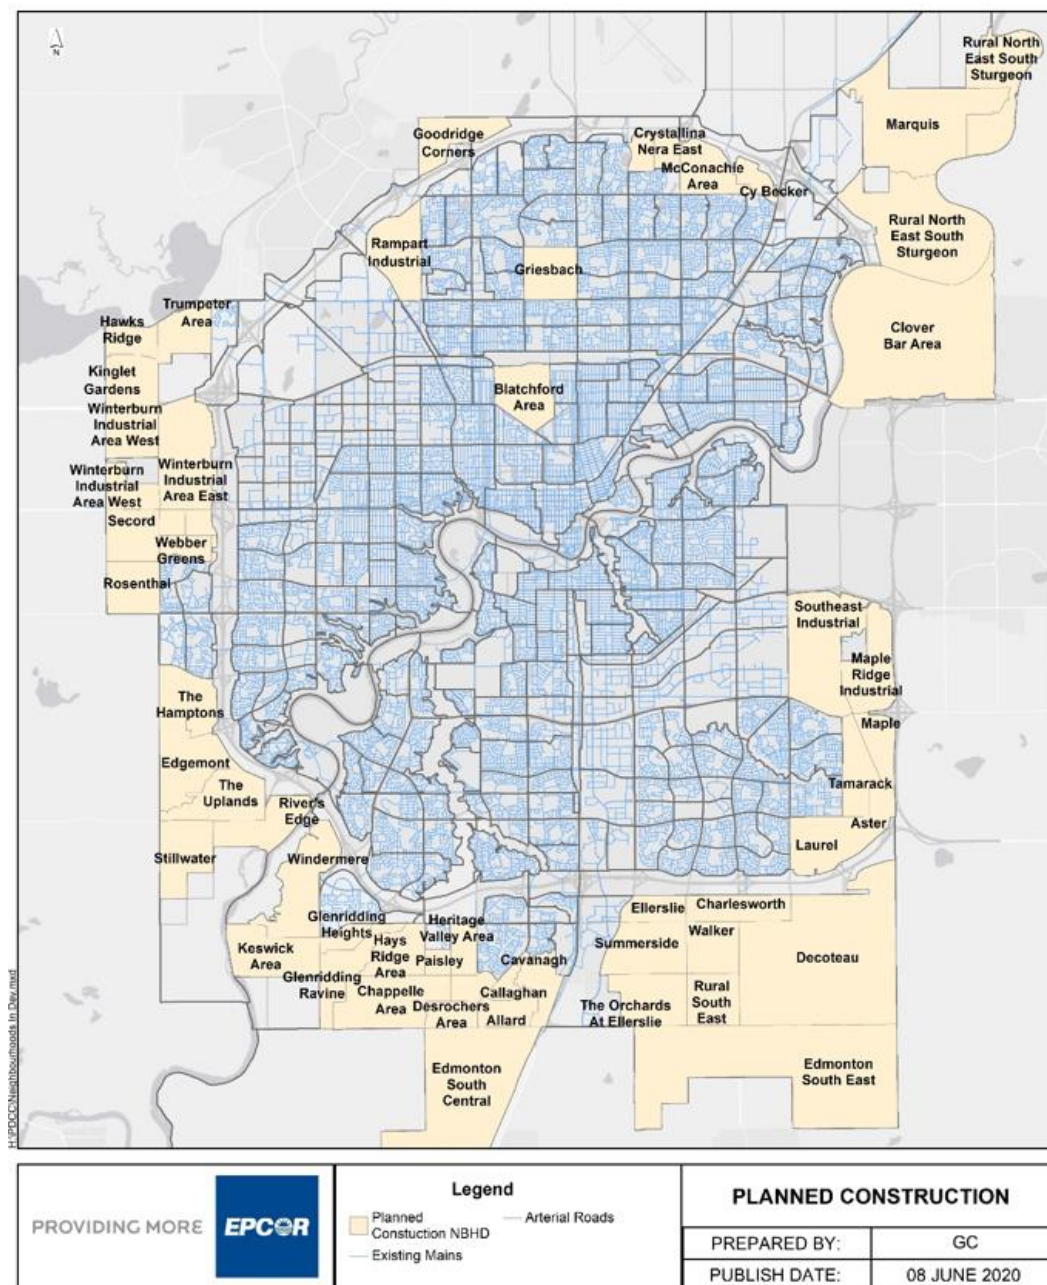 N
Rural North
East South
Sturgeon
Marquis
Goodridge
Corners
Crystallina
Nera East
McConachie
Area
Cy Becker
Rural North
East South
Sturgeon
Rampart
Industrial
Griesbach
Trumpeter
Area
Hawks
Ridge
Clover
Bar Area
Kinglet
Gardens
Blatchford
Area
Winterburn
Industrial
Area West
Winterburn
Industrial
Area West
Winterburn
Industrial
Area East
Secord
Webber
Greens
Rosenthal
Southeast
Industrial
Maple
Ridge
Industrial
The
Hamptons
Maple
Edgemont
The
Uplands
Tamarack
River's
Edge
Aster
Laurel
Stillwater
Windermere
Glenridding
Heights
Heritage
Valley Area
Ellerslie
Charlesworth
Walker
Keswick
Area
Hays
Ridge
Area
Paisley
Cavanagh
Summerside
Decoteau
Glenridding
Ravine
Chappelle
Area
Desrochers
Area
Callaghan
Allard
The Orchards
At Ellerslie
Rural
South
East
Edmonton
South
Central
Edmonton
South East
H:\PDCC\Neighbourhoods In Dev.mxd
PROVIDING MORE EPCOR
Legend
Planned
Constuction NBHD
Arterial Roads
Existing Mains
PLANNED CONSTRUCTION
PREPARED BY: GC
PUBLISH DATE: 08 JUNE 2020